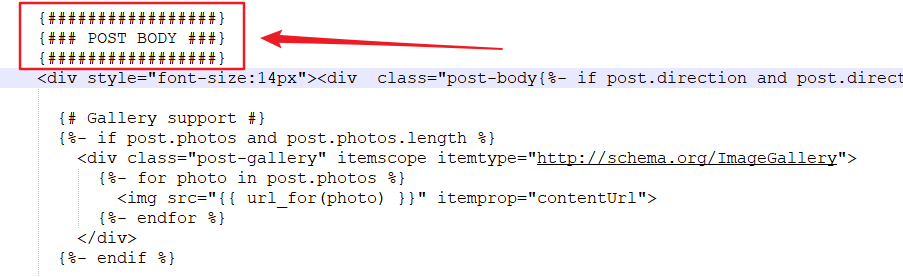 {#################}
{### POST BODY ###}
{#################}
<div style="font-size:14px"><div  class="post-body{%- if post.direction and post.direct
{# Gallery support #}
{%- if post.photos and post.photos.length %}
<div class="post-gallery" itemscope itemtype="http://schema.org/ImageGallery">
{%- for photo in post.photos %}
<img src="{{ url_for(photo) }}" itemprop="contentUrl">
{%- endfor %}
</div>
{%- endif %}